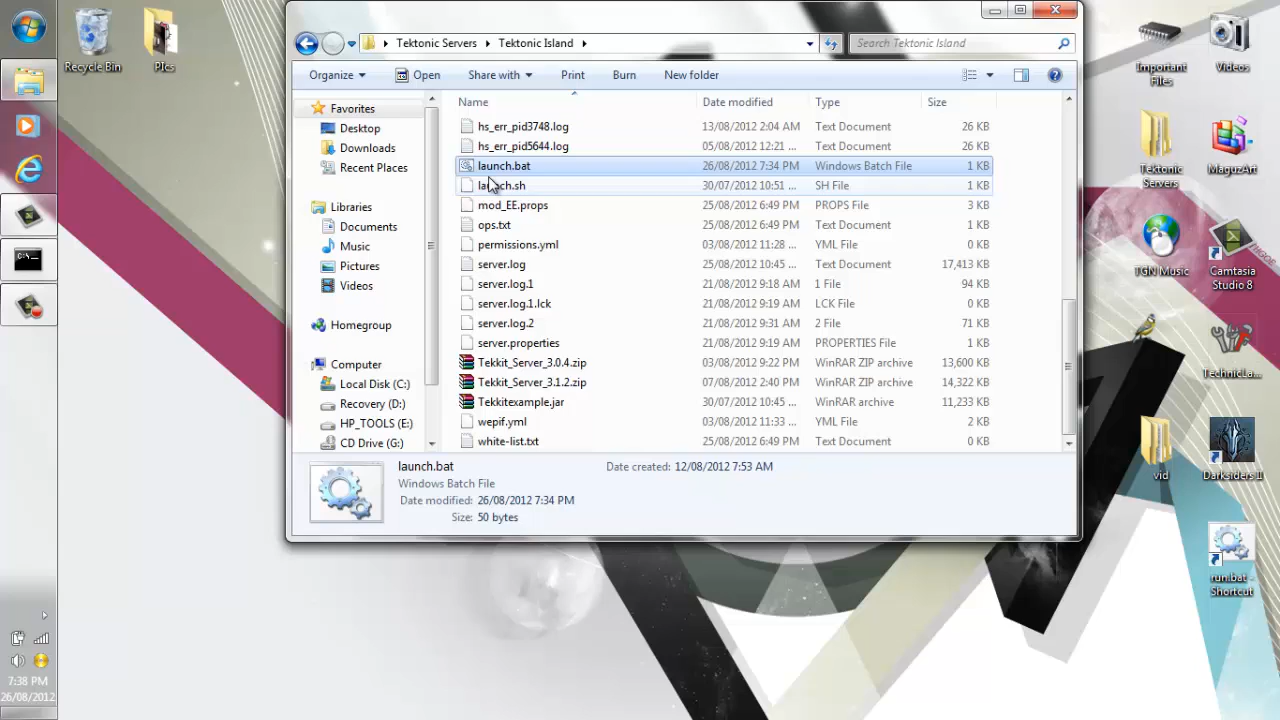 Recycle Bin
Pics
Tektonic Servers
Tektonic Island
Search Tektonic Island
Organize
Open
Share with
Print
Burn
New folder
Favorites
Desktop
Downloads
Recent Places
Libraries
Documents
Music
Pictures
Videos
Homegroup
Computer
Local Disk (C:)
Recovery (D:)
HP_TOOLS (E:)
CD Drive (G:)
Name Date modified Type Size
hs_err_pid3748.log 13/08/2012 2:04 AM Text Document 26 KB
hs_err_pid5644.log 05/08/2012 12:21 ... Text Document 26 KB
launch.bat 26/08/2012 7:34 PM Windows Batch File 1 KB
launch.sh 30/07/2012 10:51 ... SH File 1 KB
mod_EE.props 25/08/2012 6:49 PM PROPS File 3 KB
ops.txt 25/08/2012 6:49 PM Text Document 0 KB
permissions.yml 03/08/2012 11:28 ... YML File 0 KB
server.log 25/08/2012 10:45 ... Text Document 17,413 KB
server.log.1 21/08/2012 9:18 AM 1 File 94 KB
server.log.1.lck 21/08/2012 9:19 AM LCK File 0 KB
server.log.2 21/08/2012 9:31 AM 2 File 71 KB
server.properties 21/08/2012 9:19 AM PROPERTIES File 1 KB
Tekkit_Server_3.0.4.zip 03/08/2012 9:22 PM WinRAR ZIP archive 13,600 KB
Tekkit_Server_3.1.2.zip 07/08/2012 2:40 PM WinRAR ZIP archive 14,322 KB
Tekkitexample.jar 30/07/2012 10:45 ... WinRAR archive 11,233 KB
wepif.yml 03/08/2012 11:33 ... YML File 0 KB
white-list.txt 25/08/2012 6:49 PM Text Document 0 KB
launch.bat
Date created: 12/08/2012 7:53 AM
Windows Batch File
Date modified: 26/08/2012 7:34 PM
Size: 50 bytes
Important Files
Videos
Tektonic Servers
MaguzArt
TGN Music
Camtasia Studio 8
TechnicLa...
vid
Darksiders II
run.bat - Shortcut
C:\_
7:38 PM
26/08/2012